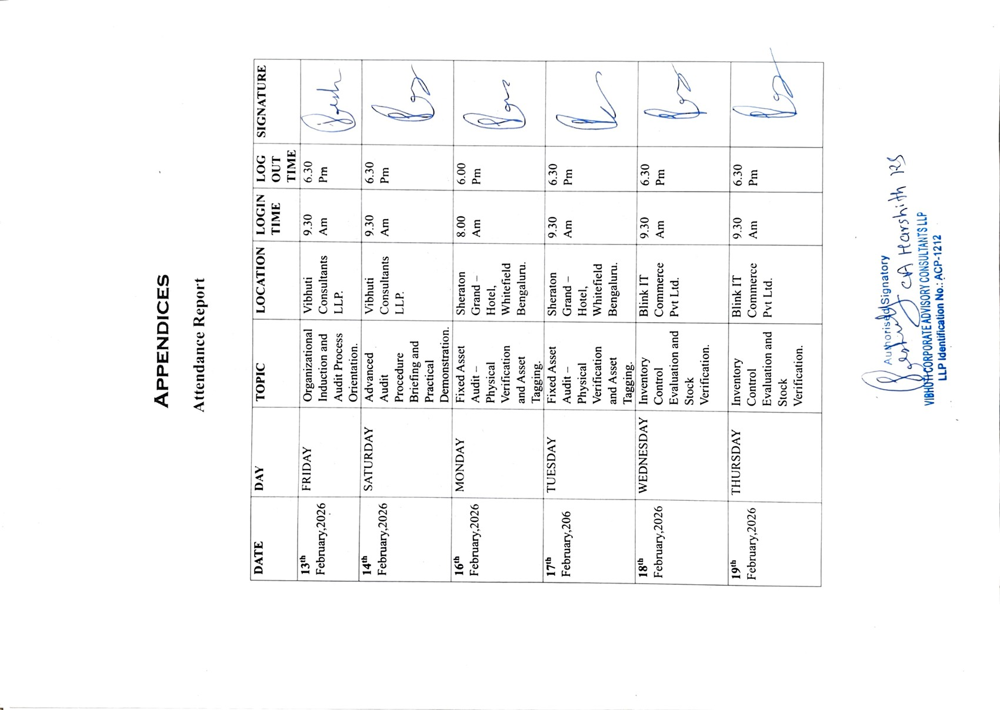 APPENDICES
Attendance Report
DATE DAY TOPIC LOCATION LOGIN TIME LOG OUT TIME SIGNATURE
13th February,2026 FRIDAY Organizational Induction and Audit Process Orientation. Vibhuti Consultants LLP. 9.30 Am 6.30 Pm
14th February,2026 SATURDAY Advanced Audit Procedure Briefing and Practical Demonstration. Vibhuti Consultants LLP. 9.30 Am 6.30 Pm
16th February,2026 MONDAY Fixed Asset Audit – Physical Verification and Asset Tagging. Sheraton Grand – Hotel, Whitefield Bengaluru. 8.00 Am 6.00 Pm
17th February,206 TUESDAY Fixed Asset Audit – Physical Verification and Asset Tagging. Sheraton Grand – Hotel, Whitefield Bengaluru. 9.30 Am 6.30 Pm
18th February,2026 WEDNESDAY Inventory Control Evaluation and Stock Verification. Blink IT Commerce Pvt Ltd. 9.30 Am 6.30 Pm
19th February,2026 THURSDAY Inventory Control Evaluation and Stock Verification. Blink IT Commerce Pvt Ltd. 9.30 Am 6.30 Pm
Authorised Signatory
CA Harshith KS
VIBHUTI CORPORATE ADVISORY CONSULTANTS LLP
LLP Identification No.: ACP-1212